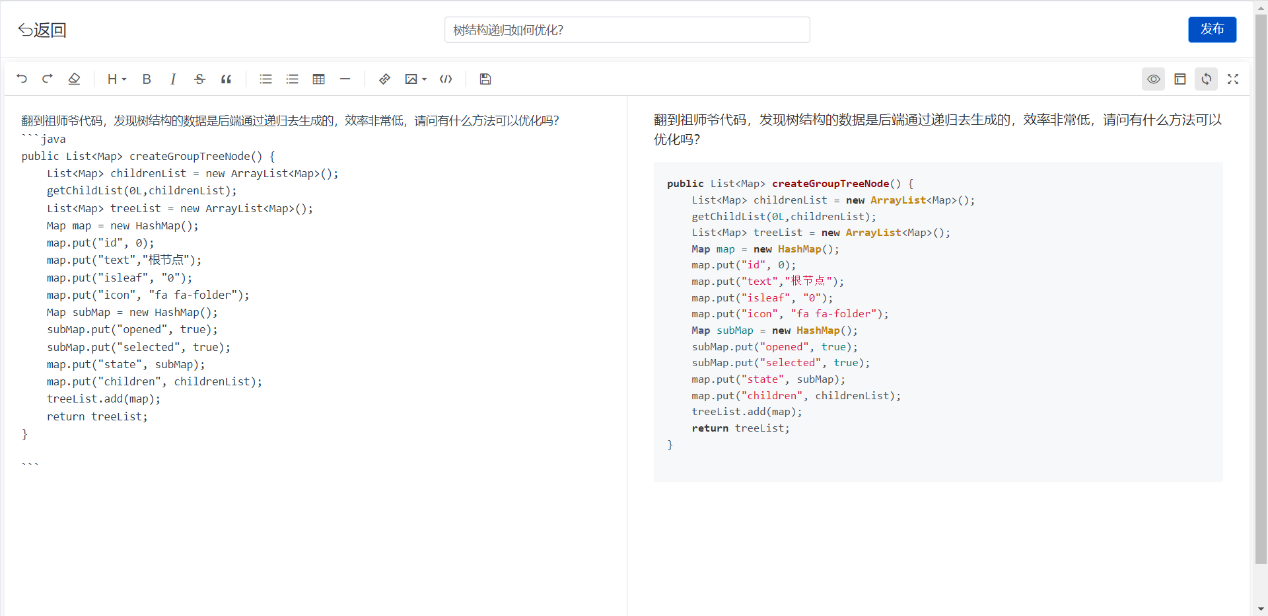 返回
树结构递归如何优化?
发布
H
B
I
S
翻到祖师爷代码，发现树结构的数据是后端通过递归去生成的，效率非常低，请问有什么方法可以优化吗?
```java
public List<Map> createGroupTreeNode() {
    List<Map> childrenList = new ArrayList<Map>();
    getChildList(0L,childrenList);
    List<Map> treeList = new ArrayList<Map>();
    Map map = new HashMap();
    map.put("id", 0);
    map.put("text","根节点");
    map.put("isleaf", "0");
    map.put("icon", "fa fa-folder");
    Map subMap = new HashMap();
    subMap.put("opened", true);
    subMap.put("selected", true);
    map.put("state", subMap);
    map.put("children", childrenList);
    treeList.add(map);
    return treeList;
}
```
翻到祖师爷代码，发现树结构的数据是后端通过递归去生成的，效率非常低，请问有什么方法可以
优化吗?
public List<Map> createGroupTreeNode() {
    List<Map> childrenList = new ArrayList<Map>();
    getChildList(0L,childrenList);
    List<Map> treeList = new ArrayList<Map>();
    Map map = new HashMap();
    map.put("id", 0);
    map.put("text","根节点");
    map.put("isleaf", "0");
    map.put("icon", "fa fa-folder");
    Map subMap = new HashMap();
    subMap.put("opened", true);
    subMap.put("selected", true);
    map.put("state", subMap);
    map.put("children", childrenList);
    treeList.add(map);
    return treeList;
}